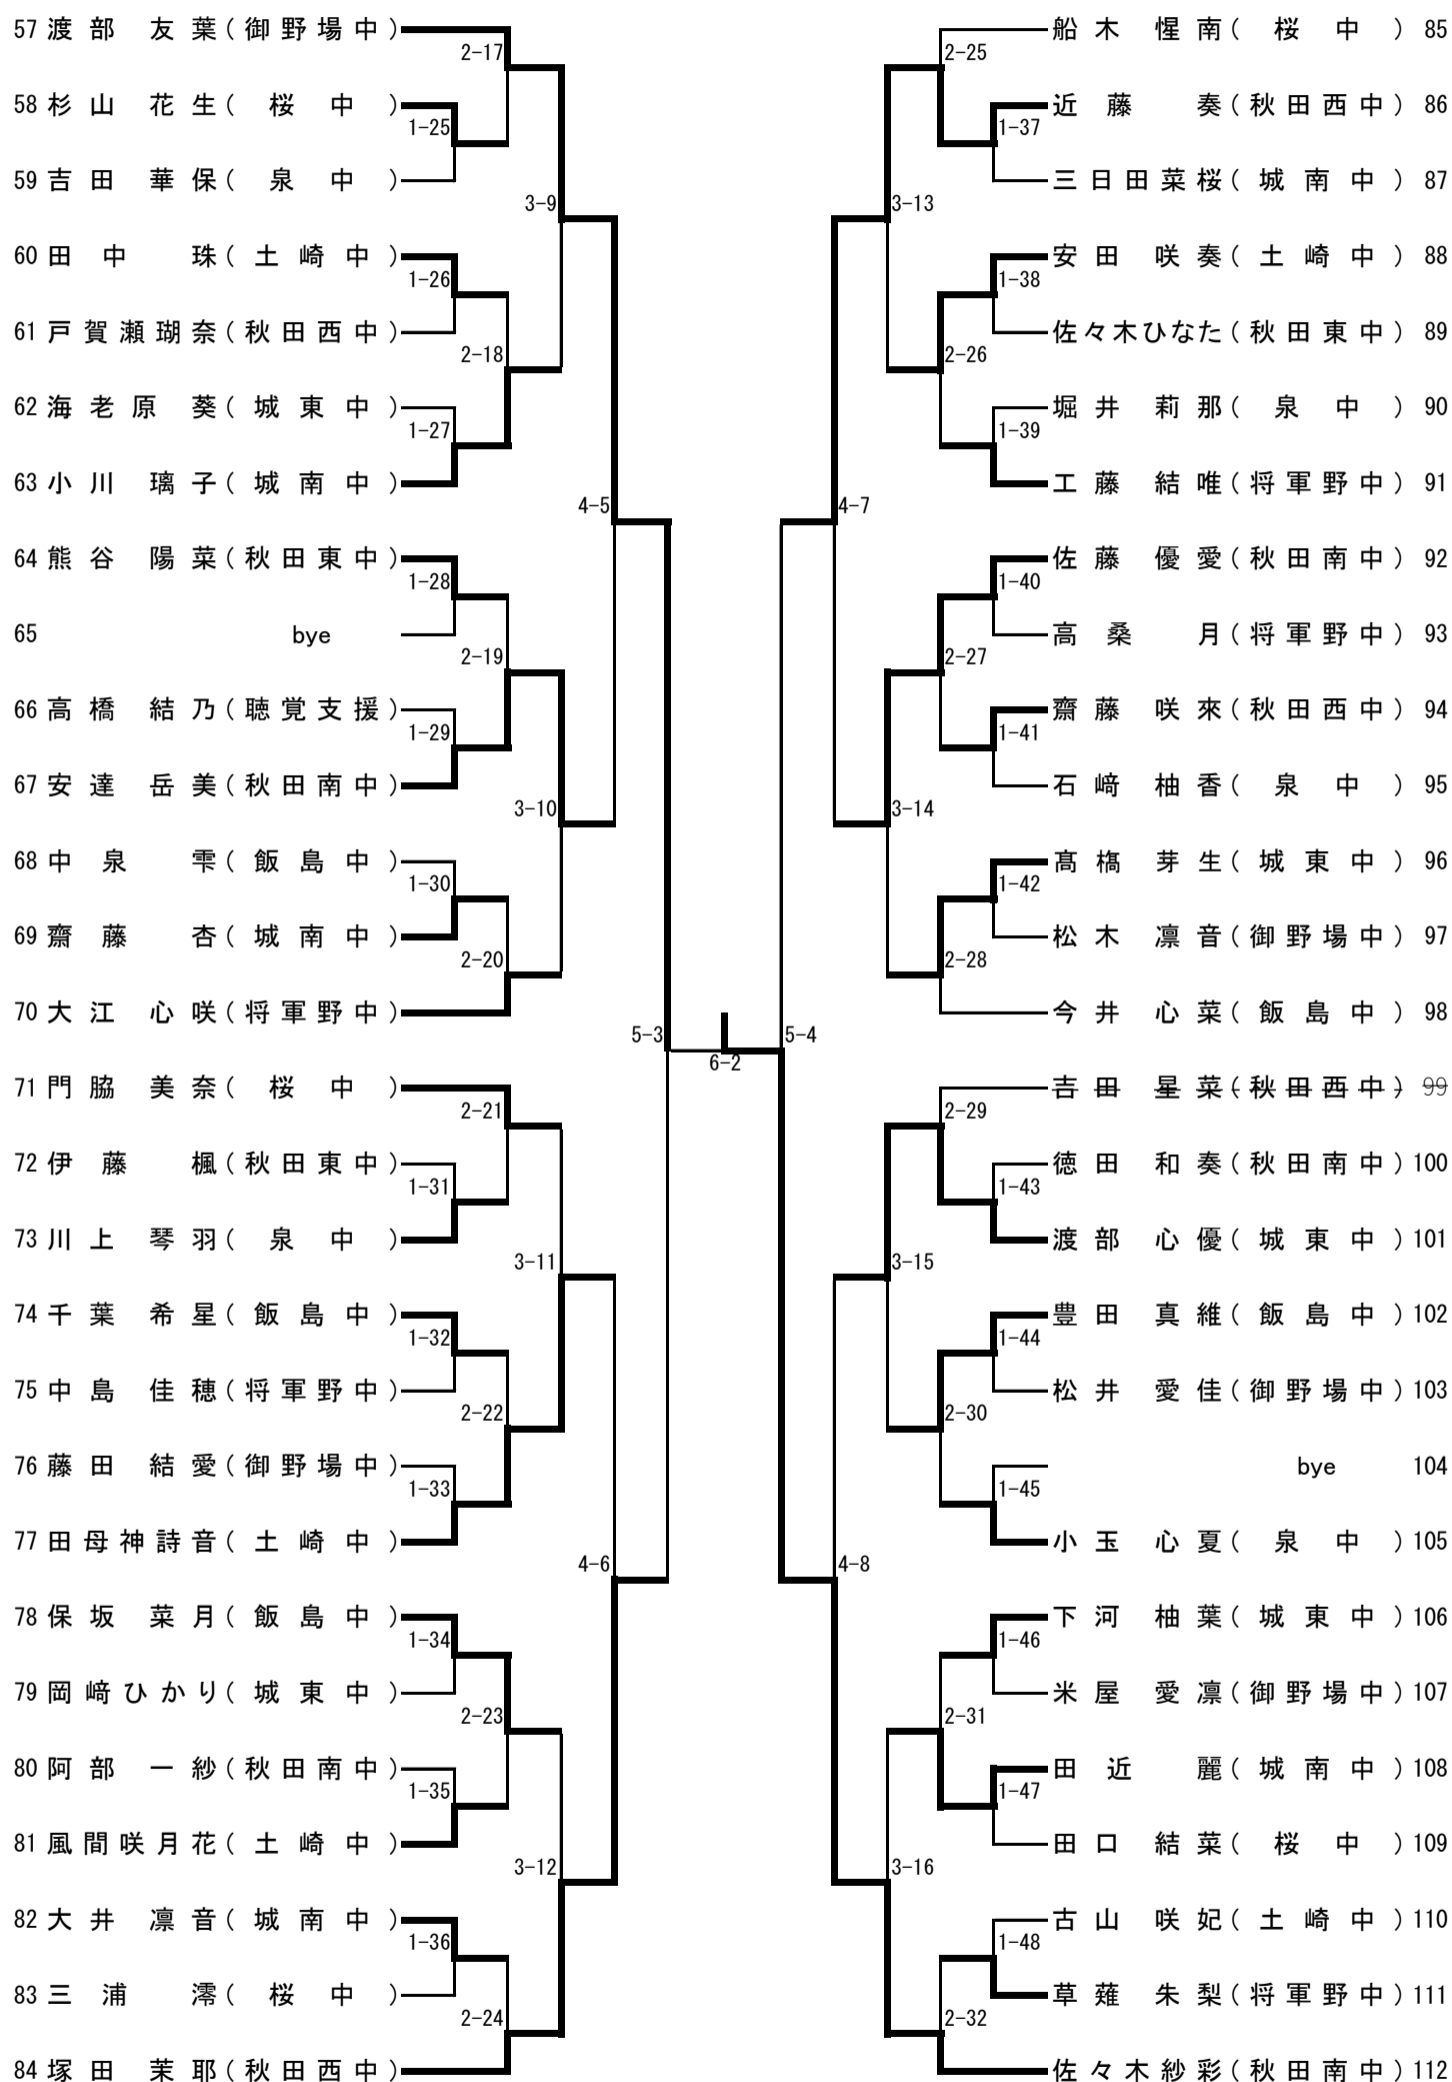 57 渡部 友葉(御野場中)
2-17
58 杉山 花生(桜中)
1-25
59 吉田 華保(泉中)
3-9
60 田中 珠(土崎中)
1-26
61 戸賀瀬瑚奈(秋田西中)
2-18
62 海老原 葵(城東中)
1-27
63 小川 璃子(城南中)
4-5
64 熊谷 陽菜(秋田東中)
1-28
65 bye
2-19
66 高橋 結乃(聴覚支援)
1-29
67 安達 岳美(秋田南中)
3-10
68 中泉 雫(飯島中)
1-30
69 齋藤 杏(城南中)
2-20
70 大江 心咲(将軍野中)
5-3
6-2
71 門脇 美奈(桜中)
2-21
72 伊藤 楓(秋田東中)
1-31
73 川上 琴羽(泉中)
3-11
74 千葉 希星(飯島中)
1-32
75 中島 佳穂(将軍野中)
2-22
76 藤田 結愛(御野場中)
1-33
77 田母神詩音(土崎中)
4-6
78 保坂 菜月(飯島中)
1-34
79 岡﨑ひかり(城東中)
2-23
80 阿部 一紗(秋田南中)
1-35
81 風間咲月花(土崎中)
3-12
82 大井 凛音(城南中)
1-36
83 三浦 澪(桜中)
2-24
84 塚田 茉耶(秋田西中)
船木 惺南(桜中) 85
2-25
近藤 奏(秋田西中) 86
1-37
三日田菜桜(城南中) 87
3-13
安田 咲奏(土崎中) 88
1-38
佐々木ひなた(秋田東中) 89
2-26
堀井 莉那(泉中) 90
1-39
工藤 結唯(将軍野中) 91
4-7
佐藤 優愛(秋田南中) 92
1-40
高桑 月(将軍野中) 93
2-27
齋藤 咲來(秋田西中) 94
1-41
石﨑 柚香(泉中) 95
3-14
髙橋 芽生(城東中) 96
1-42
松木 凛音(御野場中) 97
2-28
今井 心菜(飯島中) 98
5-4
吉田 星菜(秋田西中) 99
2-29
徳田 和奏(秋田南中) 100
1-43
渡部 心優(城東中) 101
3-15
豊田 真維(飯島中) 102
1-44
松井 愛佳(御野場中) 103
2-30
bye 104
1-45
小玉 心夏(泉中) 105
4-8
下河 柚葉(城東中) 106
1-46
米屋 愛凛(御野場中) 107
2-31
田近 麗(城南中) 108
1-47
田口 結菜(桜中) 109
3-16
古山 咲妃(土崎中) 110
1-48
草薙 朱梨(将軍野中) 111
2-32
佐々木紗彩(秋田南中) 112